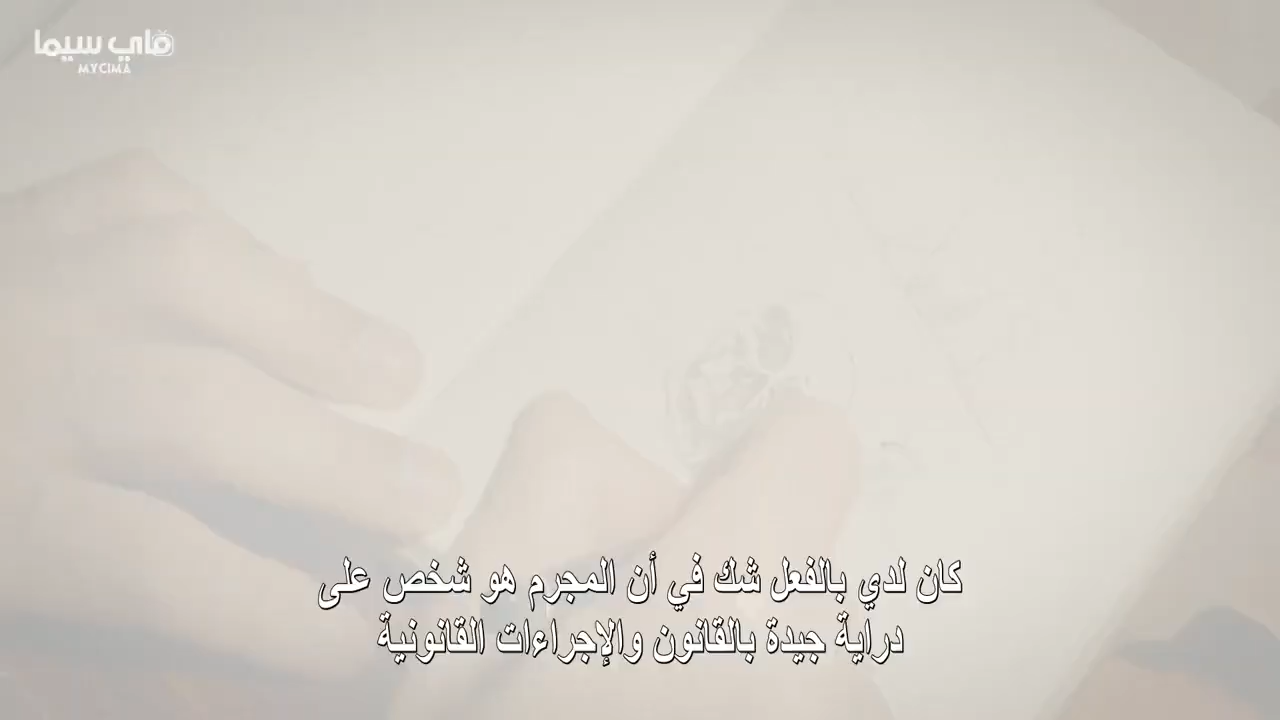 ماي سيما
MYCIMA
كان لدي بالفعل شك في أن المجرم هو شخص على
دراية جيدة بالقانون والإجراءات القانونية